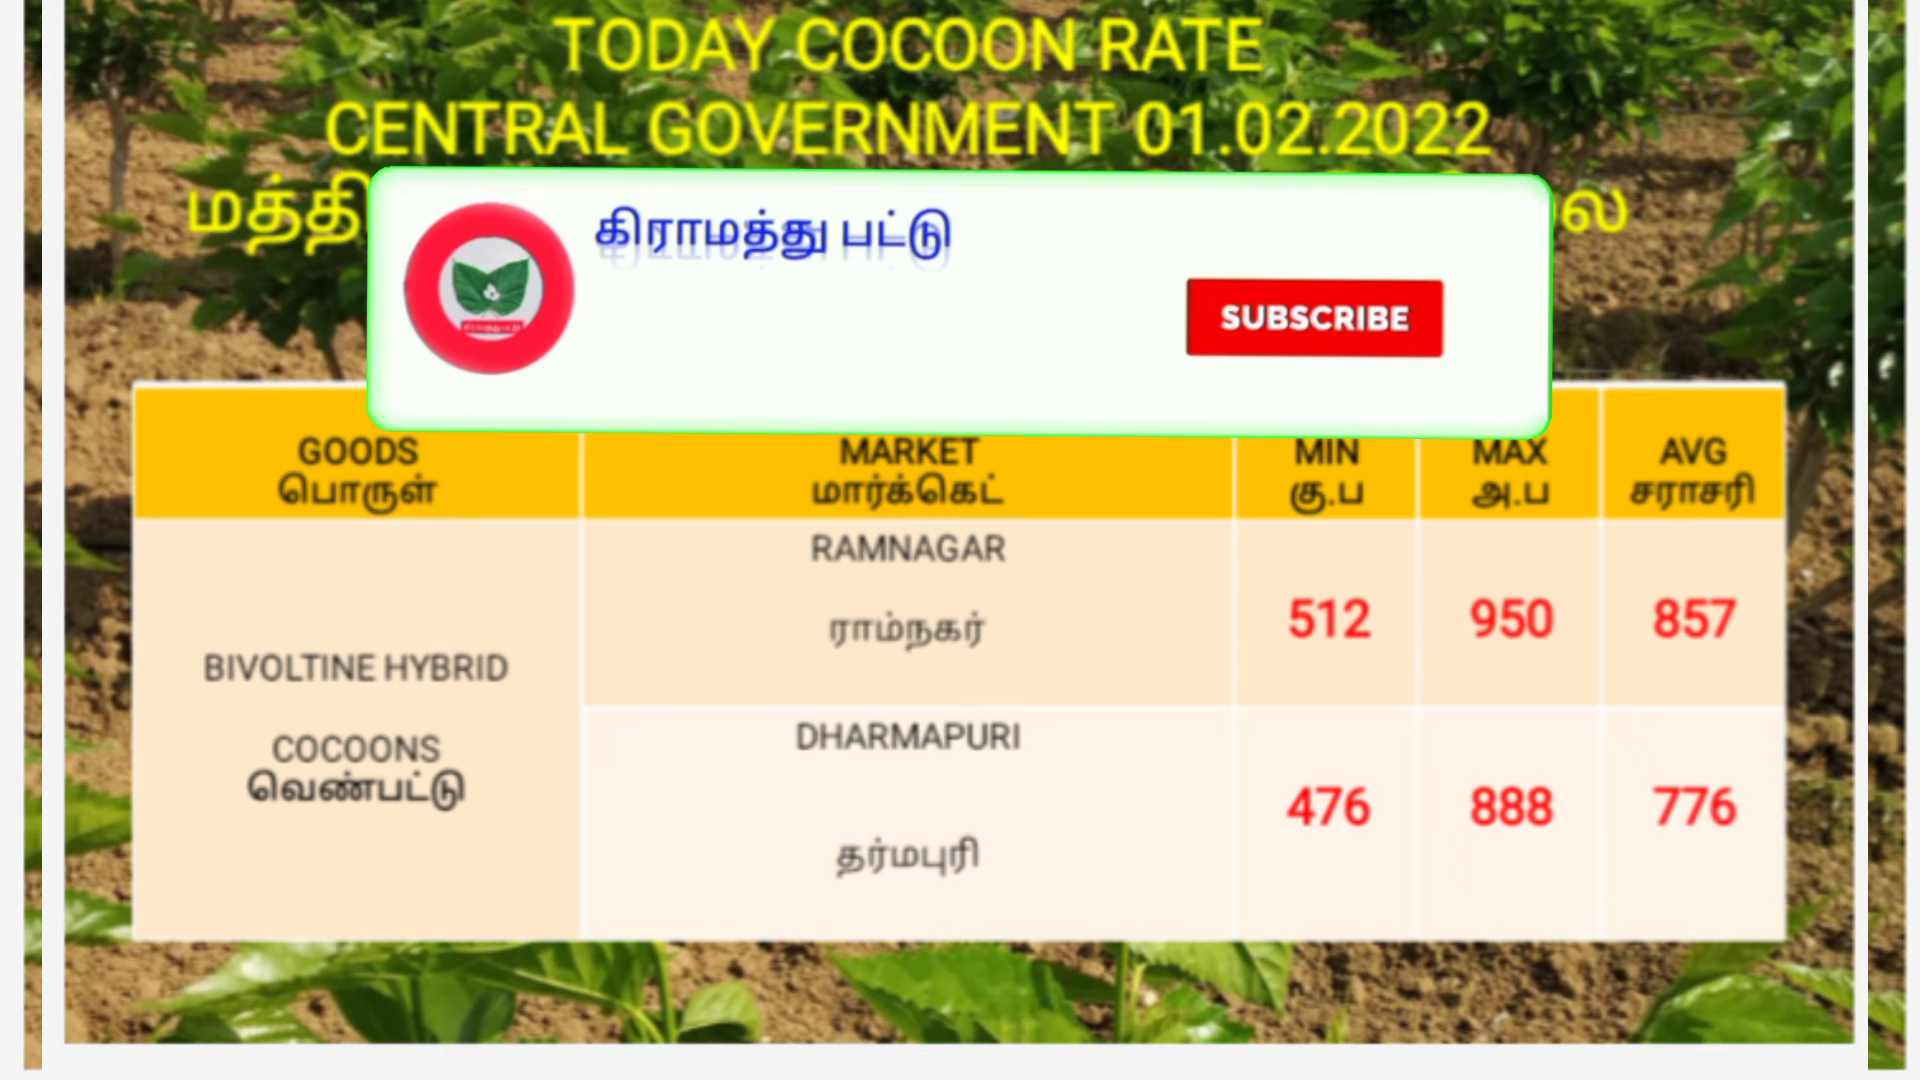 TODAY COCOON RATE
CENTRAL GOVERNMENT 01.02.2022
கிராமத்து பட்டு
SUBSCRIBE
GOODS
பொருள்
MARKET
மார்க்கெட்
MIN
கு.ப
MAX
அ.ப
AVG
சராசரி
BIVOLTINE HYBRID
COCOONS
வெண்பட்டு
RAMNAGAR
ராம்நகர்
512
950
857
DHARMAPURI
தர்மபுரி
476
888
776